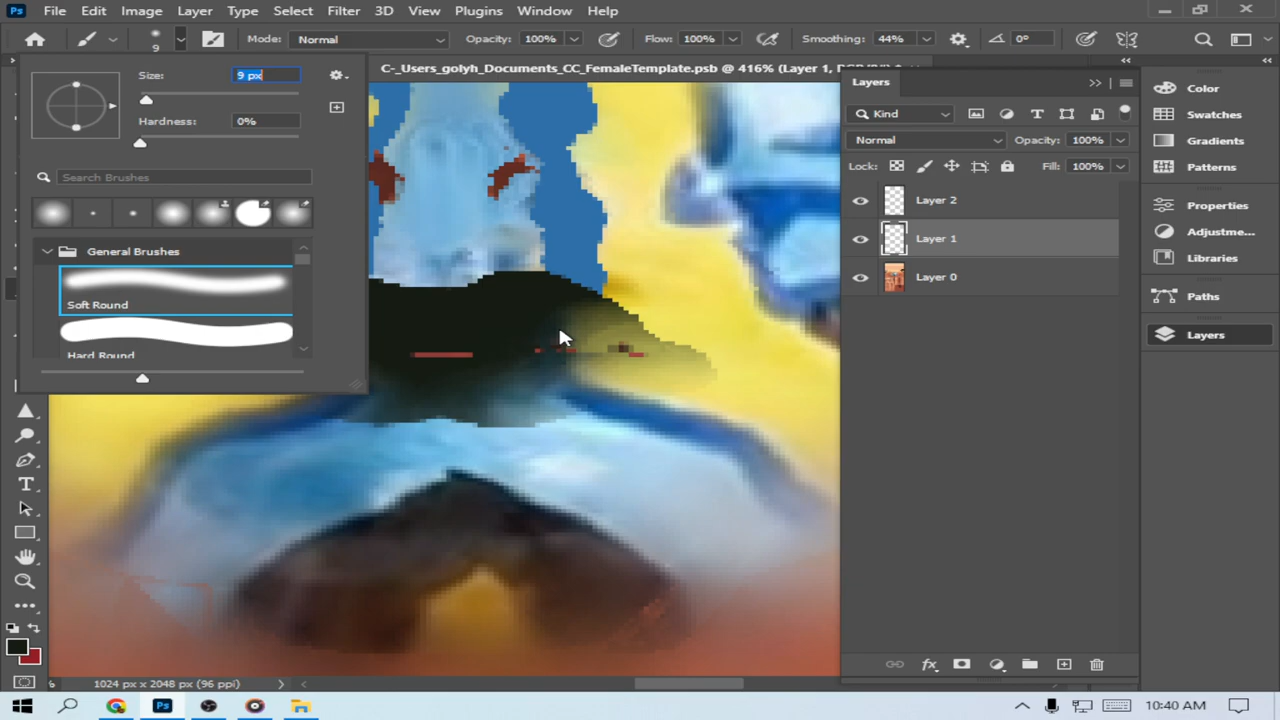 Ps File Edit Image Layer Type Select Filter 3D View Plugins Window Help
9 Mode: Normal Opacity: 100% Flow: 100% Smoothing: 44% 0°
C-_Users_golyh_Documents_CC_FemaleTemplate.psb @ 416% (Layer 1,
Size: 9 px
Hardness: 0%
Search Brushes
General Brushes
Soft Round
Hard Round
Layers
Kind
Normal Opacity: 100%
Lock: Fill: 100%
Layer 2
Layer 1
Layer 0
Color
Swatches
Gradients
Patterns
Properties
Adjustme...
Libraries
Paths
Layers
1024 px x 2048 px (96 ppi)
Ps 10:40 AM